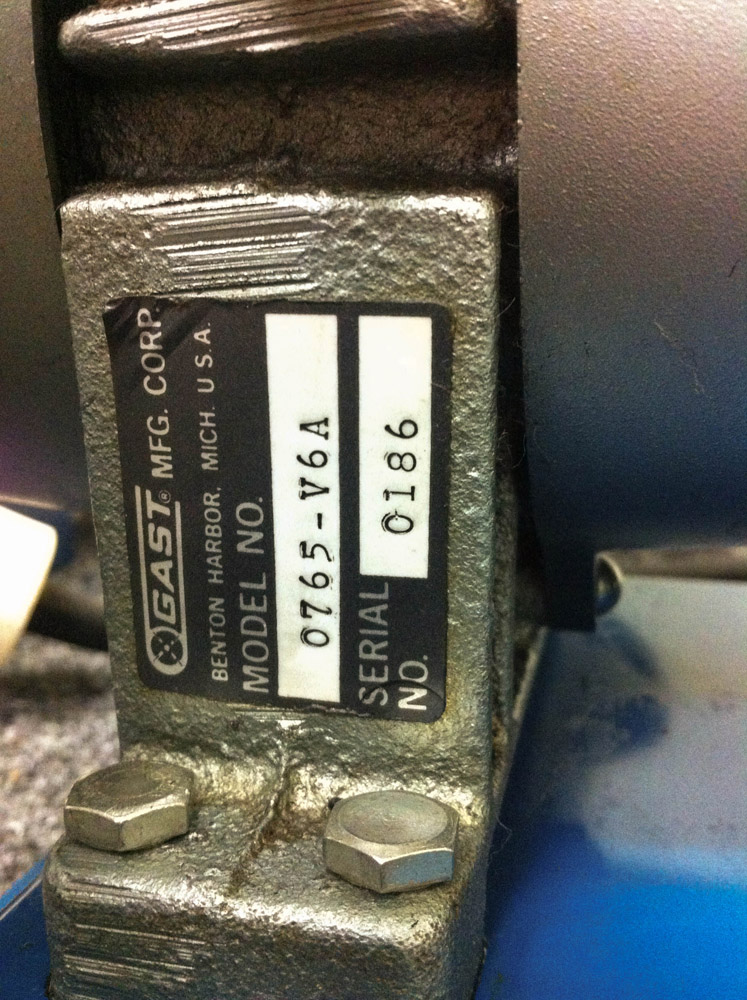 GAST® MFG. CORP.
BENTON HARBOR, MICH. U.S.A.
MODEL NO.
0765-V6A
SERIAL NO.
0186